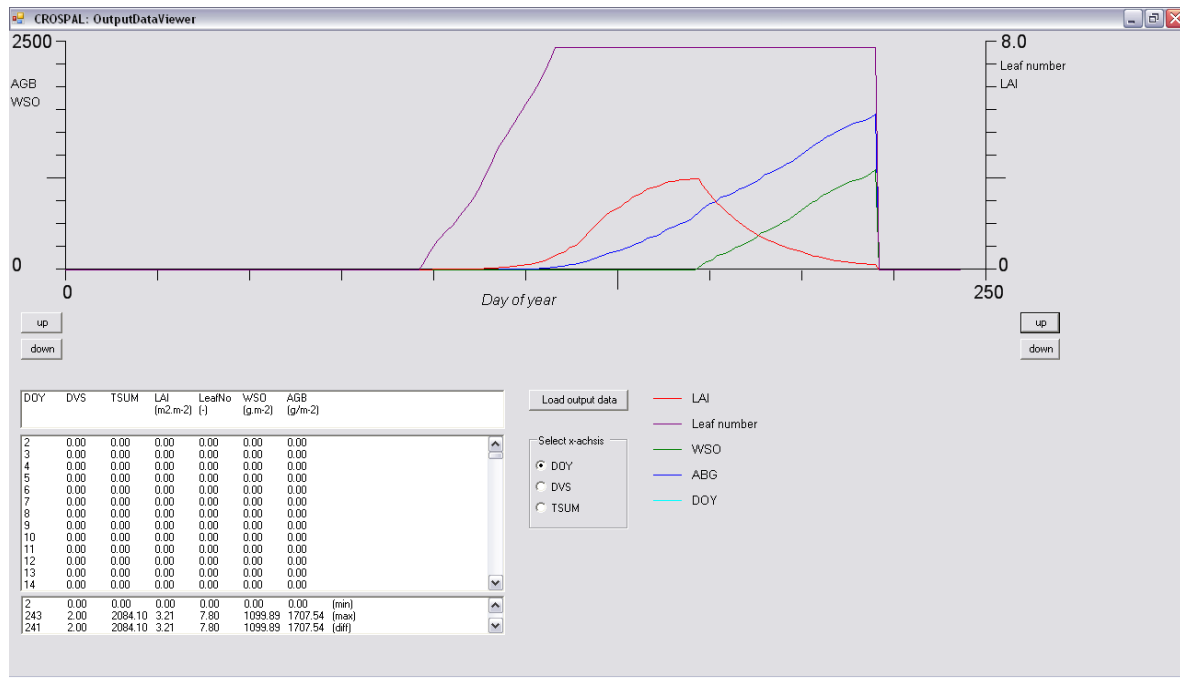 CROSPAL: OutputDataViewer
2500
8.0
Leaf number
AGB
LAI
WSO
0
0
0
250
Day of year
up
up
down
down
DOY DVS TSUM LAI LeafNo WSO AGB
(m2.m-2) (-) (g.m-2) (g/m-2)
2 0.00 0.00 0.00 0.00 0.00 0.00
3 0.00 0.00 0.00 0.00 0.00 0.00
4 0.00 0.00 0.00 0.00 0.00 0.00
5 0.00 0.00 0.00 0.00 0.00 0.00
6 0.00 0.00 0.00 0.00 0.00 0.00
7 0.00 0.00 0.00 0.00 0.00 0.00
8 0.00 0.00 0.00 0.00 0.00 0.00
9 0.00 0.00 0.00 0.00 0.00 0.00
10 0.00 0.00 0.00 0.00 0.00 0.00
11 0.00 0.00 0.00 0.00 0.00 0.00
12 0.00 0.00 0.00 0.00 0.00 0.00
13 0.00 0.00 0.00 0.00 0.00 0.00
14 0.00 0.00 0.00 0.00 0.00 0.00
2 0.00 0.00 0.00 0.00 0.00 0.00 (min)
243 2.00 2084.10 3.21 7.80 1099.89 1707.54 (max)
241 2.00 2084.10 3.21 7.80 1099.89 1707.54 (diff)
Load output data
Select x-achsis
DOY
DVS
TSUM
LAI
Leaf number
WSO
ABG
DOY